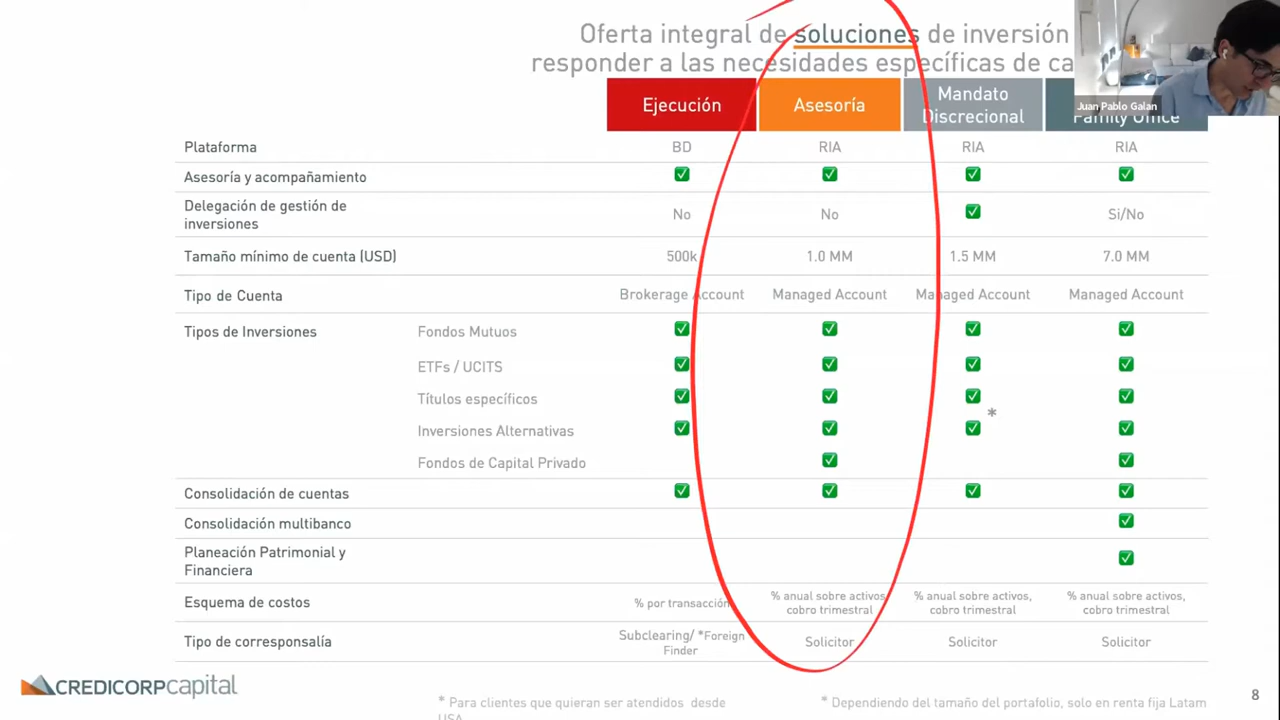 Oferta integral de soluciones de inversión
responder a las necesidades específicas de ca
Juan Pablo Galan
Ejecución Asesoría Mandato Discrecional Family Office
Plataforma BD RIA RIA RIA
Asesoría y acompañamiento ✅ ✅ ✅ ✅
Delegación de gestión de
inversiones No No ✅ Si/No
Tamaño mínimo de cuenta (USD) 500k 1.0 MM 1.5 MM 7.0 MM
Tipo de Cuenta Brokerage Account Managed Account Managed Account Managed Account
Tipos de Inversiones Fondos Mutuos ✅ ✅ ✅ ✅
ETFs / UCITS ✅ ✅ ✅ ✅
Títulos específicos ✅ ✅ ✅ ✅
*
Inversiones Alternativas ✅ ✅ ✅ ✅
Fondos de Capital Privado ✅ ✅
Consolidación de cuentas ✅ ✅ ✅ ✅
Consolidación multibanco ✅
Planeación Patrimonial y
Financiera ✅
Esquema de costos % por transacción % anual sobre activos, cobro trimestral % anual sobre activos, cobro trimestral % anual sobre activos, cobro trimestral
Tipo de corresponsalía Subclearing/ *Foreign Finder Solicitor Solicitor Solicitor
CREDICORPcapital
* Para clientes que quieran ser atendidos desde
USA
* Dependiendo del tamaño del portafolio, solo en renta fija Latam
8